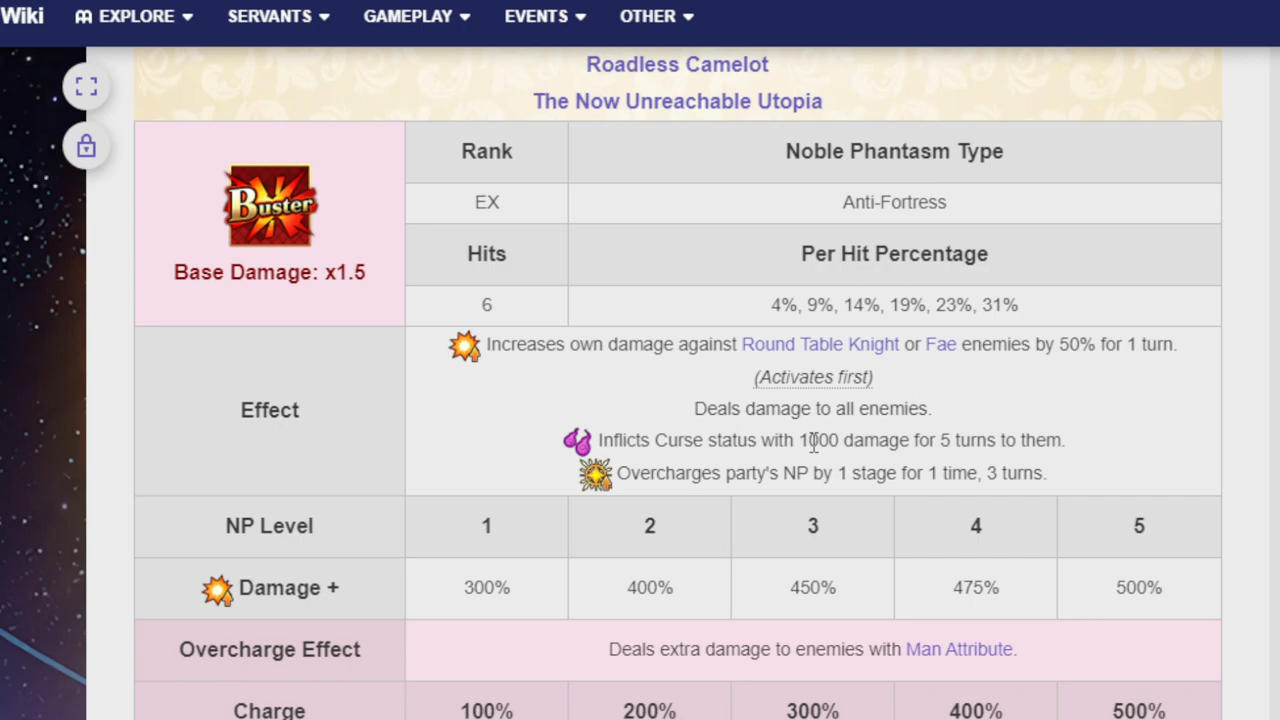 Wiki EXPLORE SERVANTS GAMEPLAY EVENTS OTHER
Roadless Camelot
The Now Unreachable Utopia
Buster
Base Damage: x1.5
Rank Noble Phantasm Type
EX Anti-Fortress
Hits Per Hit Percentage
6 4%, 9%, 14%, 19%, 23%, 31%
Effect
Increases own damage against Round Table Knight or Fae enemies by 50% for 1 turn.
(Activates first)
Deals damage to all enemies.
Inflicts Curse status with 1000 damage for 5 turns to them.
Overcharges party's NP by 1 stage for 1 time, 3 turns.
NP Level 1 2 3 4 5
Damage + 300% 400% 450% 475% 500%
Overcharge Effect Deals extra damage to enemies with Man Attribute.
Charge 100% 200% 300% 400% 500%